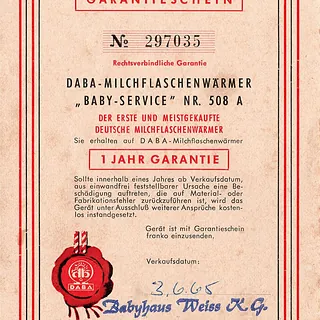 GARANTIESCHEIN
№ 297035
Rechtsverbindliche Garantie
DABA-MILCHFLASCHENWÄRMER
„BABY-SERVICE" NR. 508 A
DER ERSTE UND MEISTGEKAUFTE
DEUTSCHE MILCHFLASCHENWÄRMER
Sie erhalten auf DABA-Milchflaschenwärmer
1 JAHR GARANTIE
Sollte innerhalb eines Jahres ab Verkaufsdatum,
aus einwandfrei feststellbarer Ursache eine Be-
schädigung auftreten, die auf Material- oder
Fabrikationsfehler zurückzuführen ist, wird das
Gerät unter Ausschluß weiterer Ansprüche kosten-
los instandgesetzt.
Gerät ist mit Garantieschein
franko einzusenden.
Verkaufsdatum:
3.6.65
Babyhaus Weiss K.G.
DABA